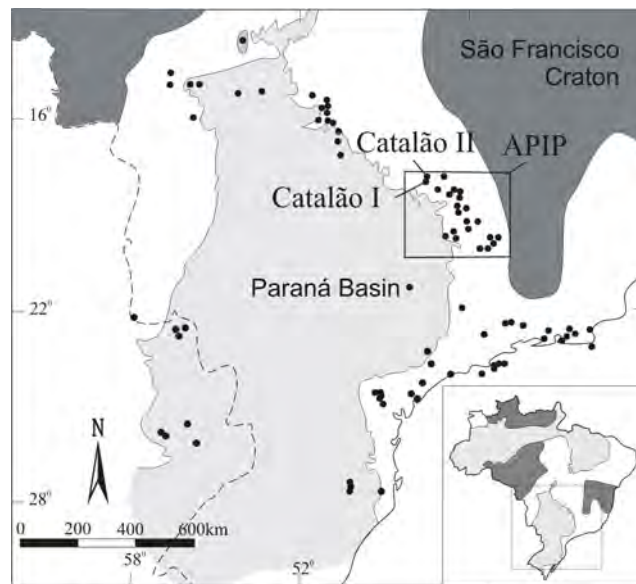 São Francisco
Craton
16°
Catalão II
APIP
Catalão I
Paraná Basin
22°
N
28°
0 200 400 600km
58°
52°